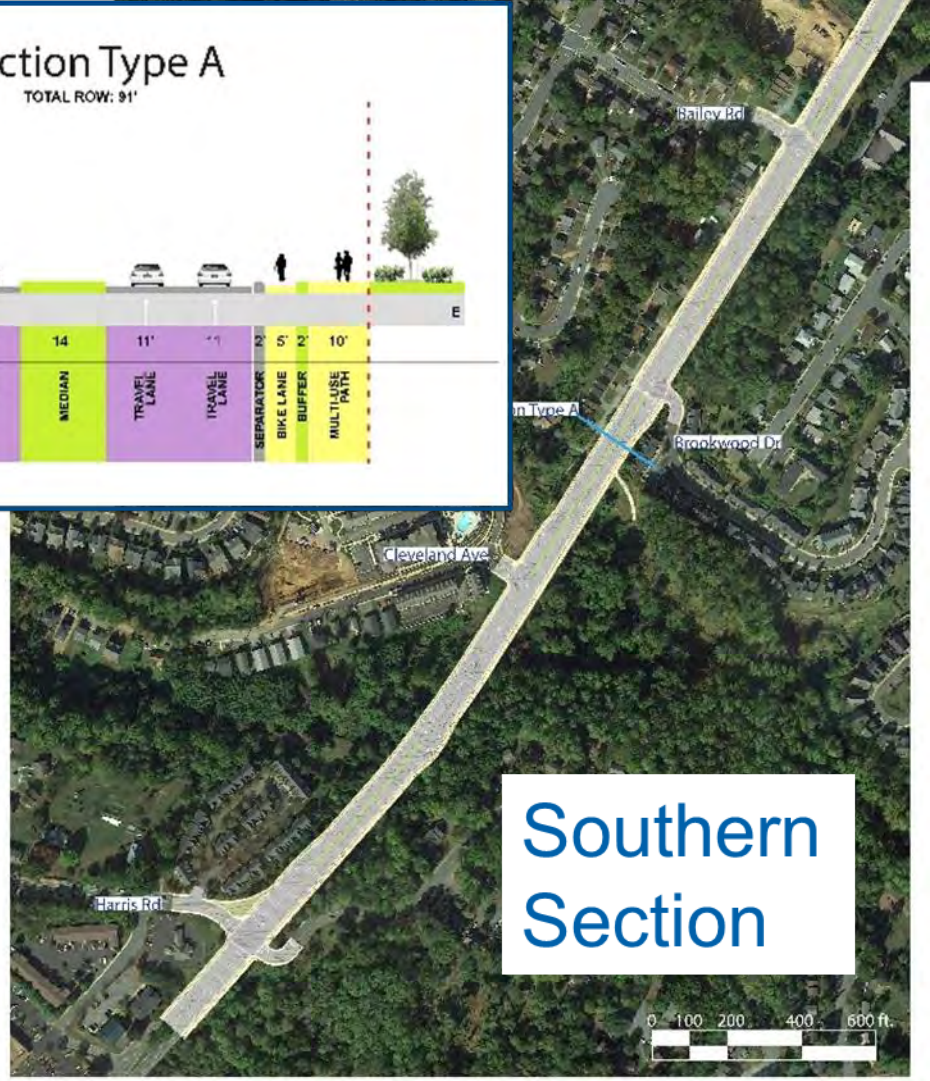 ction Type A
TOTAL ROW: 91'
E
14
11'
11'
2'
5'
2'
10'
MEDIAN
TRAVEL
LANE
TRAVEL
LANE
SEPARATOR
BIKE LANE
BUFFER
MULTI-USE
PATH
Bailey Rd
on Type A
Brookwood Dr
Cleveland Ave
Harris Rd
Southern
Section
0 100 200 400 600 ft.